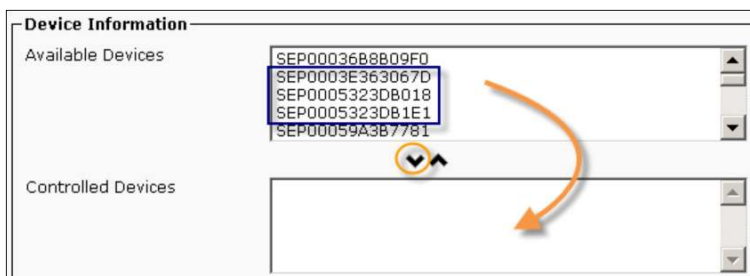 Device Information
Available Devices
SEP00036B8B09F0
SEP0003E363067D
SEP0005323DB018
SEP0005323DB1E1
SEP00059A3B7781
Controlled Devices